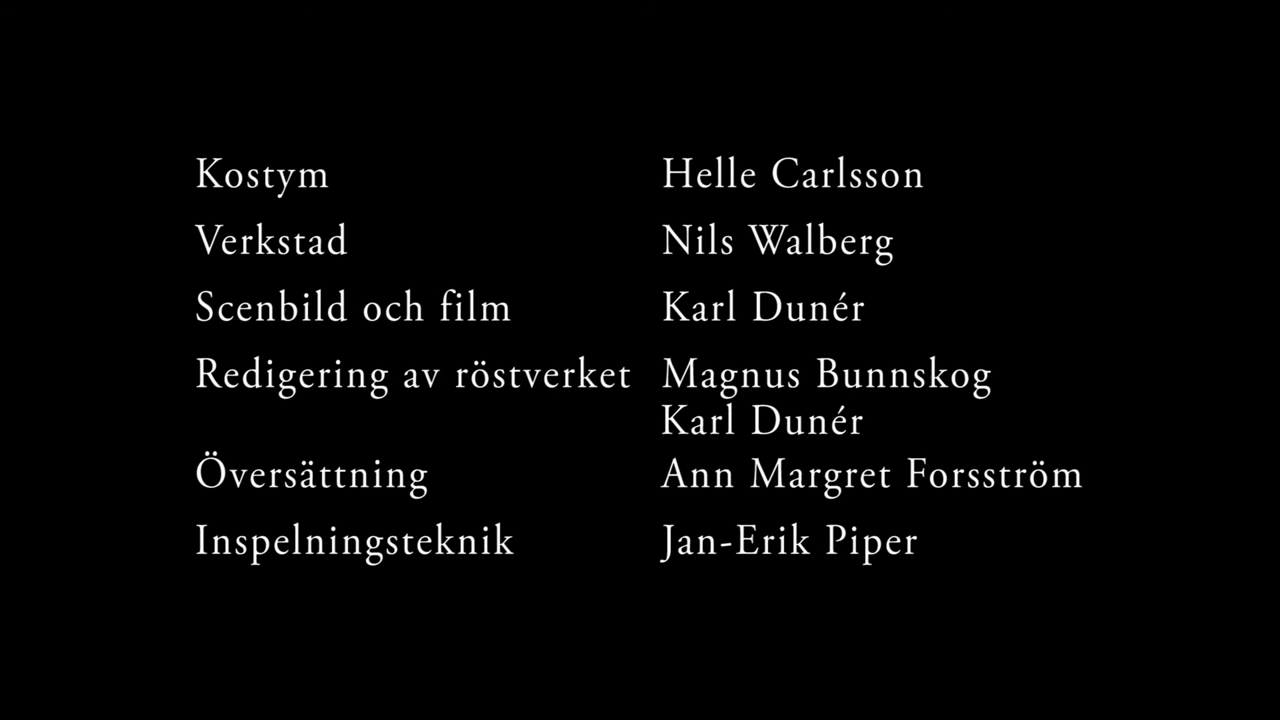 Kostym Helle Carlsson
Verkstad Nils Walberg
Scenbild och film Karl Dunér
Redigering av röstverket Magnus Bunnskog
Karl Dunér
Översättning Ann Margret Forsström
Inspelningsteknik Jan-Erik Piper